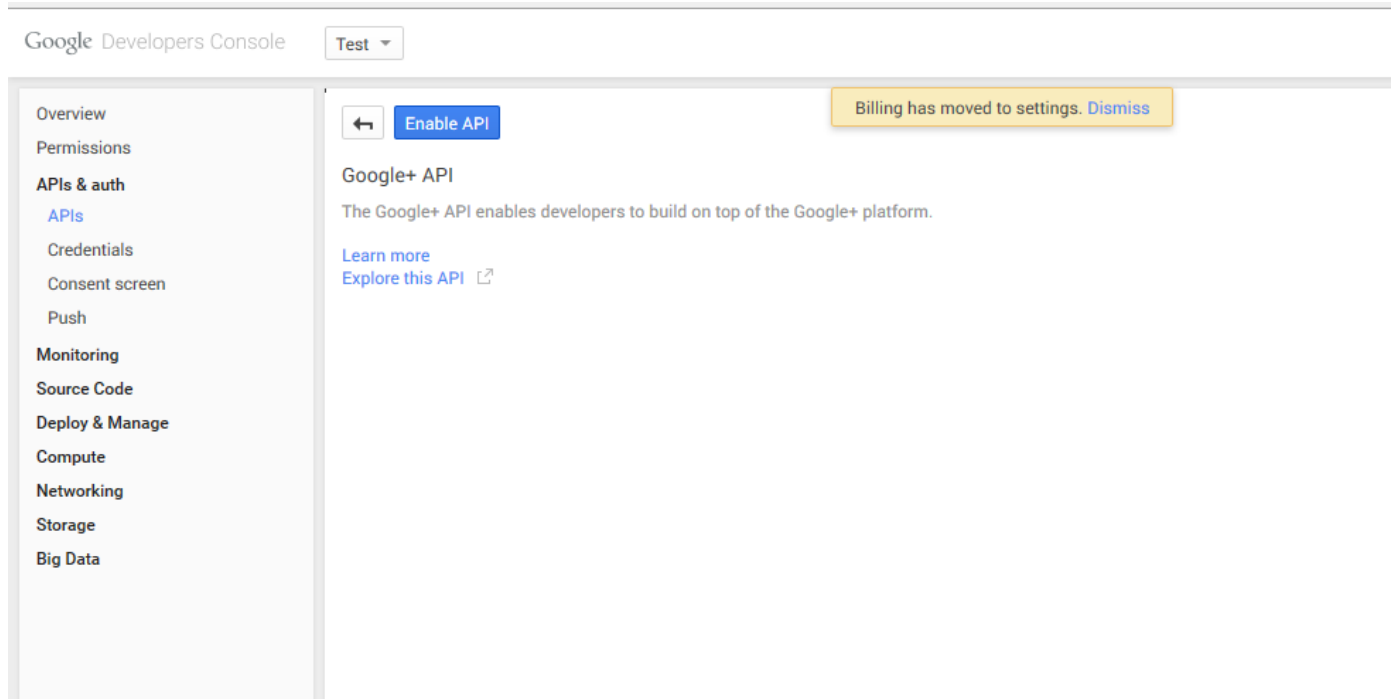 Google Developers Console
Test
Overview
Permissions
APIs & auth
APIs
Credentials
Consent screen
Push
Monitoring
Source Code
Deploy & Manage
Compute
Networking
Storage
Big Data
Billing has moved to settings. Dismiss
Enable API
Google+ API
The Google+ API enables developers to build on top of the Google+ platform.
Learn more
Explore this API